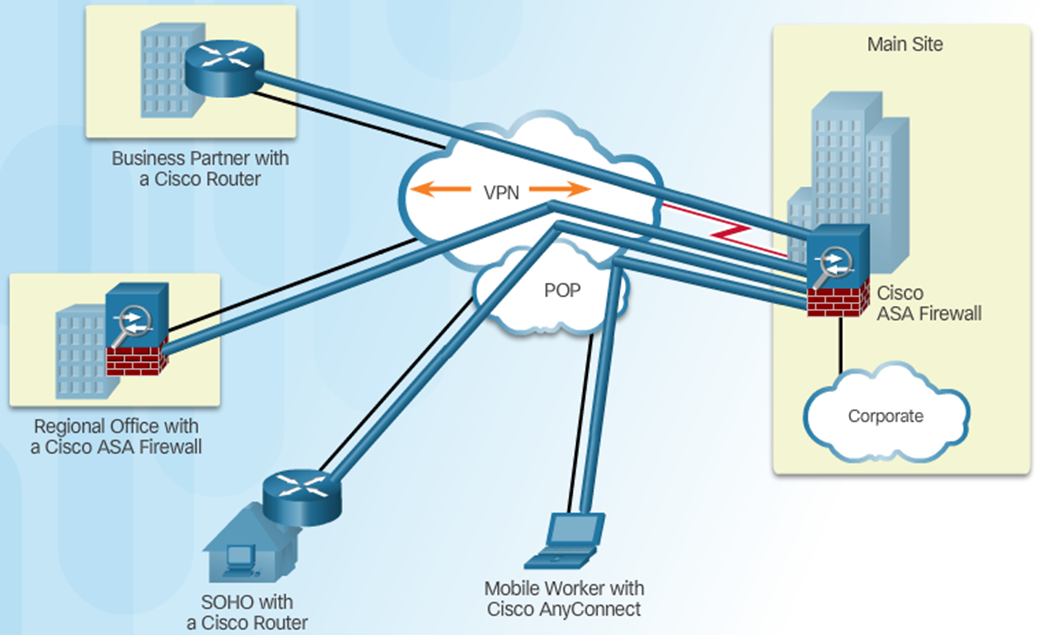 Main Site
Business Partner with
a Cisco Router
VPN
POP
Cisco
ASA Firewall
Corporate
Regional Office with
a Cisco ASA Firewall
SOHO with
a Cisco Router
Mobile Worker with
Cisco AnyConnect